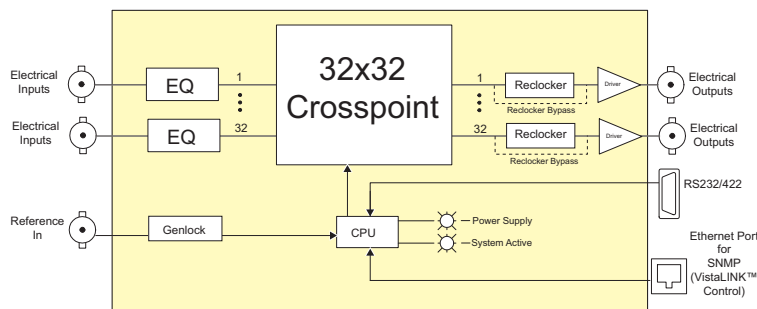 Electrical
Inputs
EQ
1
32x32
Crosspoint
1
Reclocker
Driver
Electrical
Outputs
Reclocker Bypass
Electrical
Inputs
EQ
32
32
Reclocker
Driver
Electrical
Outputs
Reclocker Bypass
RS232/422
Reference
In
Genlock
CPU
Power Supply
System Active
Ethernet Port
for
SNMP
(VistaLINK™
Control)